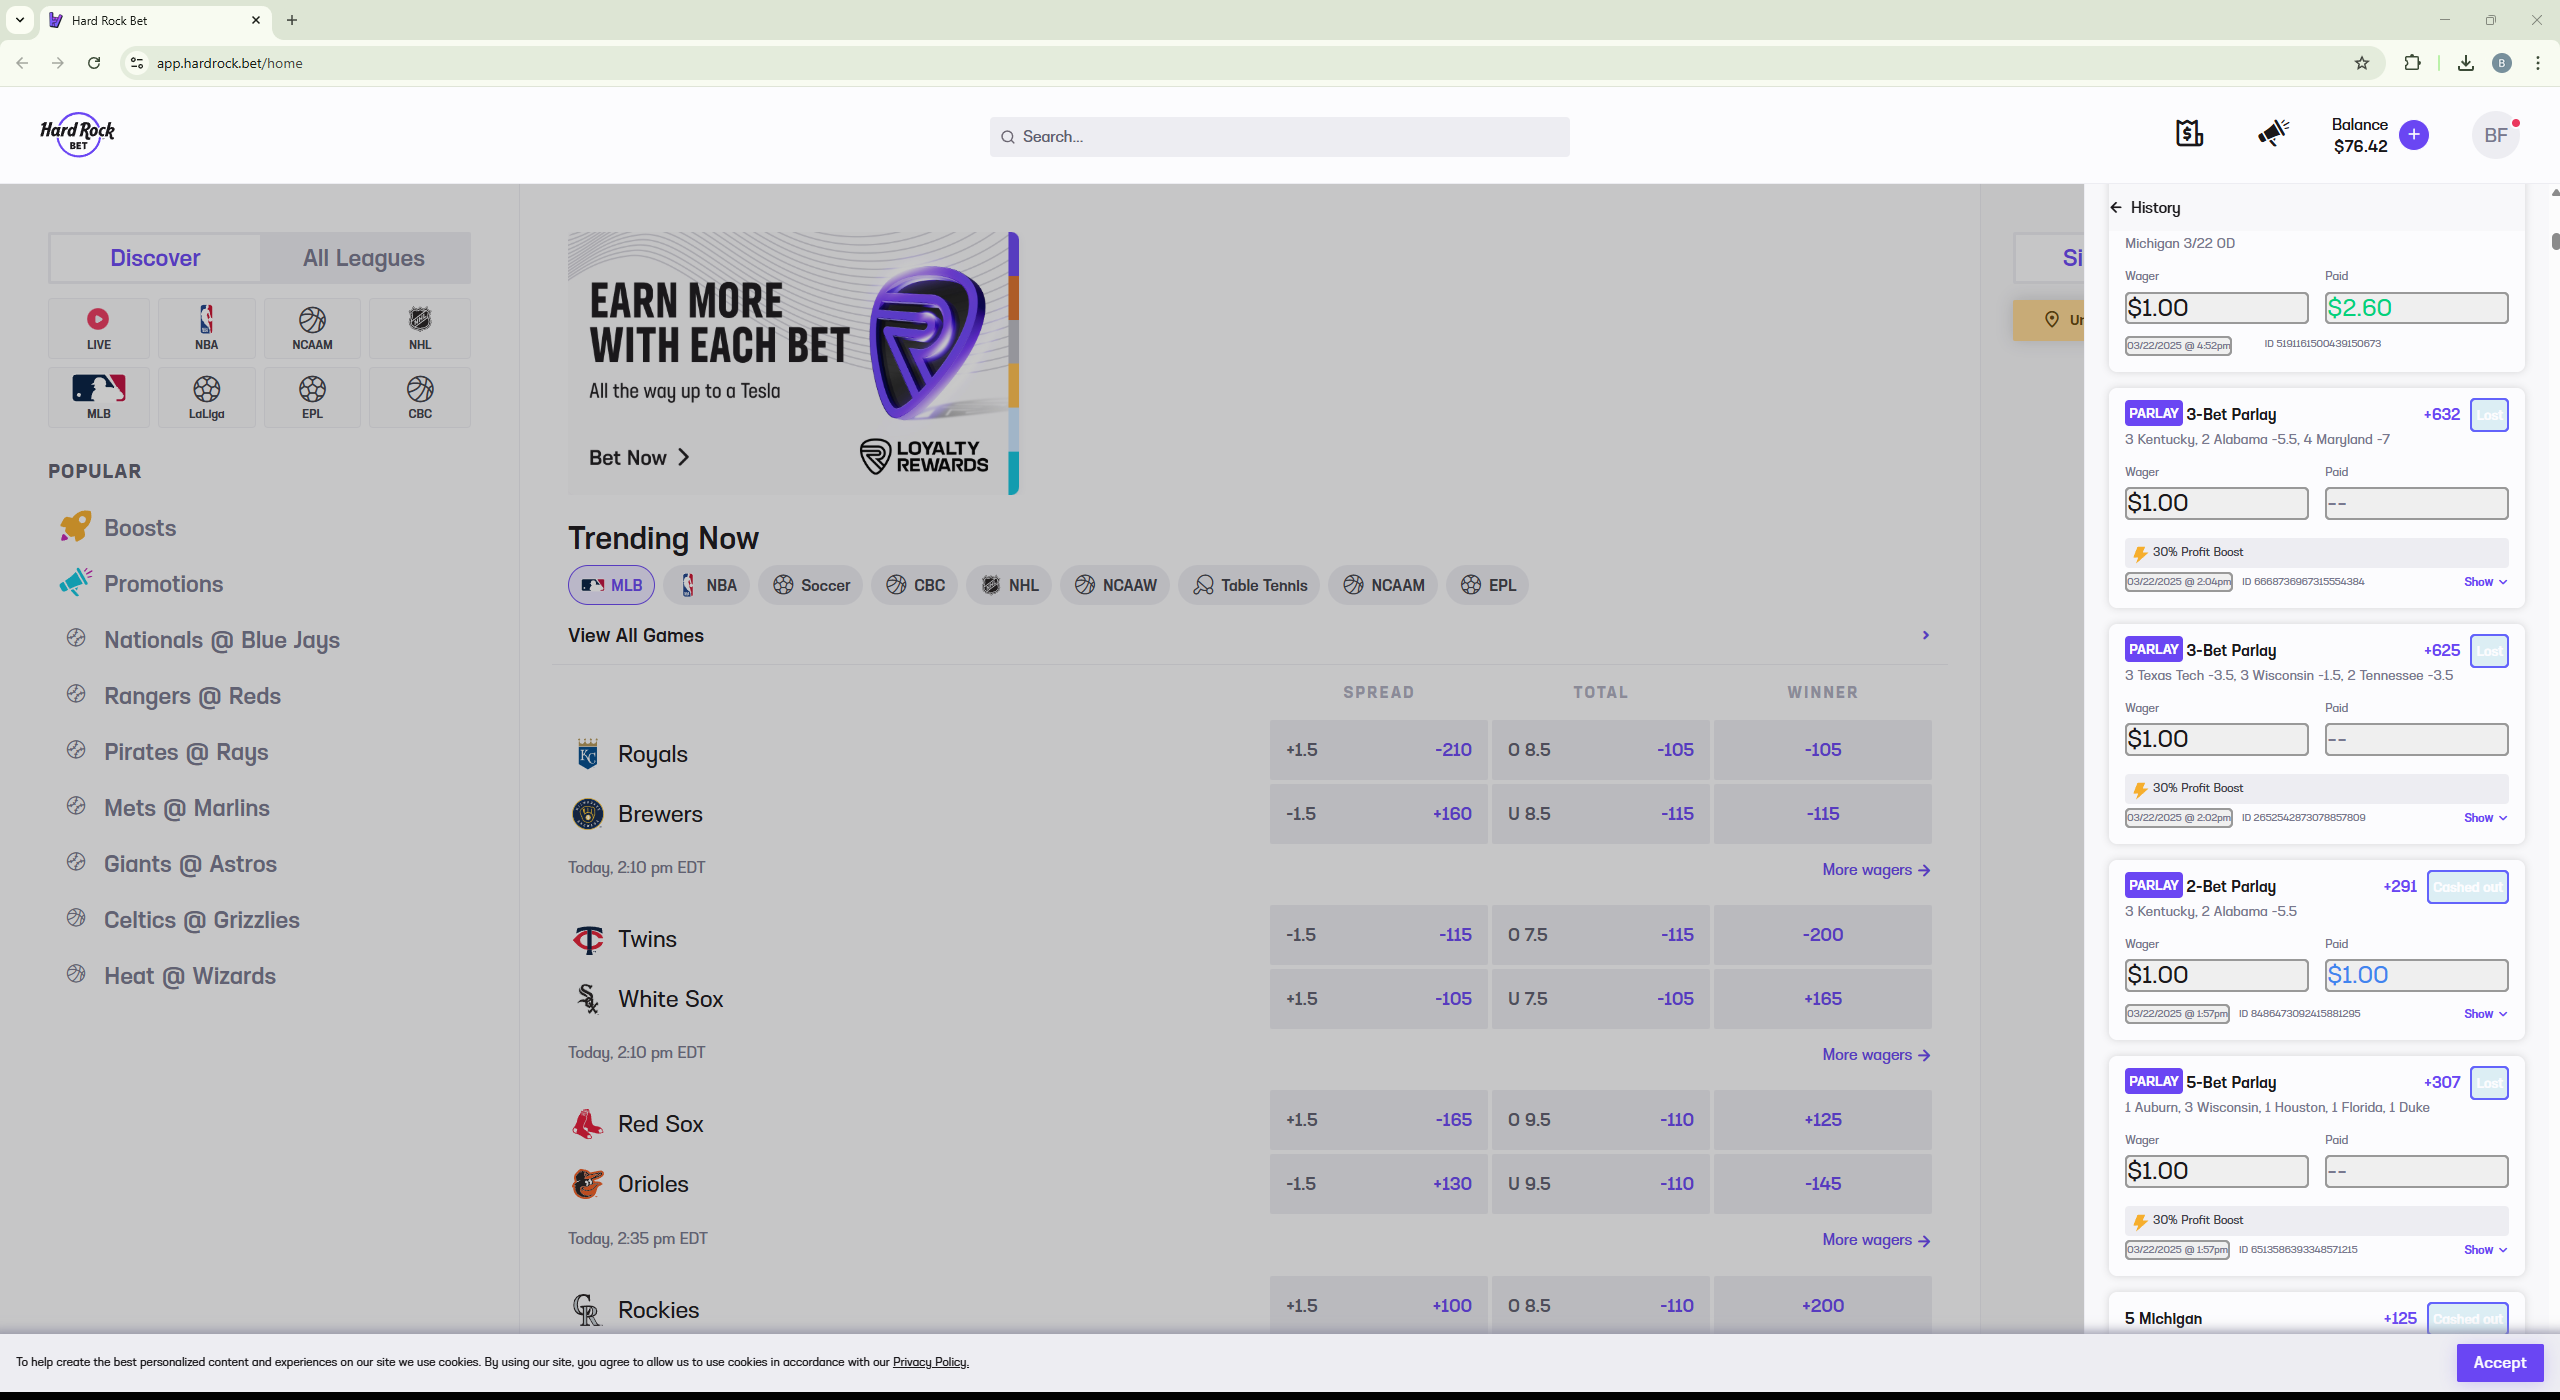 Hard Rock Bet
app.hardrock.bet/home
Hard Rock
BET
Search...
Balance
$76.42
BF
B
Discover
All Leagues
LIVE
NBA
NCAAM
NHL
MLB
LaLiga
EPL
CBC
POPULAR
Boosts
Promotions
Nationals @ Blue Jays
Rangers @ Reds
Pirates @ Rays
Mets @ Marlins
Giants @ Astros
Celtics @ Grizzlies
Heat @ Wizards
EARN MORE
WITH EACH BET
All the way up to a Tesla
Bet Now
LOYALTY
REWARDS
Trending Now
MLB
NBA
Soccer
CBC
NHL
NCAAW
Table Tennis
NCAAM
EPL
View All Games
SPREAD TOTAL WINNER
Royals +1.5 -210 O 8.5 -105 -105
Brewers -1.5 +160 U 8.5 -115 -115
Today, 2:10 pm EDT More wagers
Twins -1.5 -115 O 7.5 -115 -200
White Sox +1.5 -105 U 7.5 -105 +165
Today, 2:10 pm EDT More wagers
Red Sox +1.5 -165 O 9.5 -110 +125
Orioles -1.5 +130 U 9.5 -110 -145
Today, 2:35 pm EDT More wagers
Rockies +1.5 +100 O 8.5 -110 +200
Si
Un
History
Michigan 3/22 OD
Wager Paid
$1.00 $2.60
03/22/2025 @ 4:52pm ID 5191161500439150673
PARLAY 3-Bet Parlay +632 Lost
3 Kentucky, 2 Alabama -5.5, 4 Maryland -7
Wager Paid
$1.00 --
30% Profit Boost
03/22/2025 @ 2:04pm ID 6668736967315554384 Show
PARLAY 3-Bet Parlay +625 Lost
3 Texas Tech -3.5, 3 Wisconsin -1.5, 2 Tennessee -3.5
Wager Paid
$1.00 --
30% Profit Boost
03/22/2025 @ 2:02pm ID 2652542873078857809 Show
PARLAY 2-Bet Parlay +291 Cashed out
3 Kentucky, 2 Alabama -5.5
Wager Paid
$1.00 $1.00
03/22/2025 @ 1:57pm ID 8486473092415881295 Show
PARLAY 5-Bet Parlay +307 Lost
1 Auburn, 3 Wisconsin, 1 Houston, 1 Florida, 1 Duke
Wager Paid
$1.00 --
30% Profit Boost
03/22/2025 @ 1:57pm ID 6513586393348571215 Show
5 Michigan +125 Cashed out
To help create the best personalized content and experiences on our site we use cookies. By using our site, you agree to allow us to use cookies in accordance with our Privacy Policy.
Accept